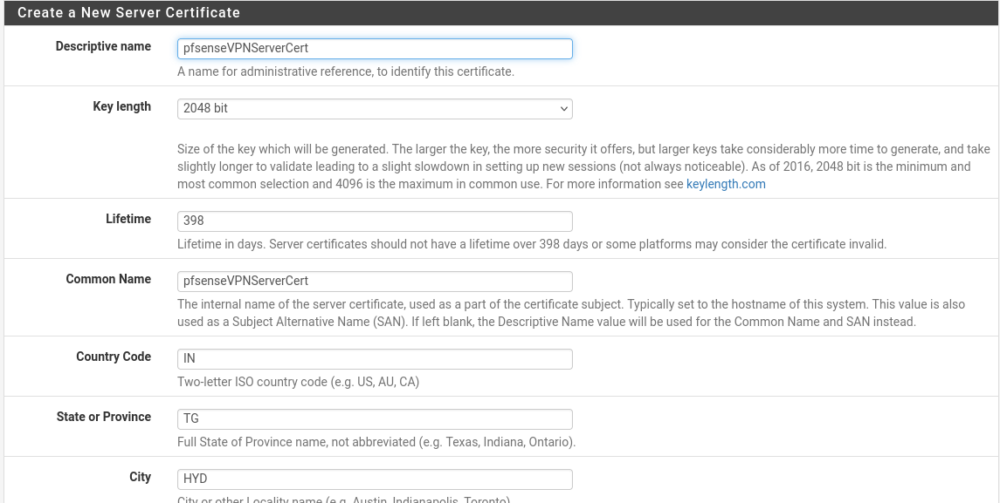 Create a New Server Certificate
Descriptive name
pfsenseVPNServerCert
A name for administrative reference, to identify this certificate.
Key length
2048 bit
Size of the key which will be generated. The larger the key, the more security it offers, but larger keys take considerably more time to generate, and take
slightly longer to validate leading to a slight slowdown in setting up new sessions (not always noticeable). As of 2016, 2048 bit is the minimum and
most common selection and 4096 is the maximum in common use. For more information see keylength.com
Lifetime
398
Lifetime in days. Server certificates should not have a lifetime over 398 days or some platforms may consider the certificate invalid.
Common Name
pfsenseVPNServerCert
The internal name of the server certificate, used as a part of the certificate subject. Typically set to the hostname of this system. This value is also
used as a Subject Alternative Name (SAN). If left blank, the Descriptive Name value will be used for the Common Name and SAN instead.
Country Code
IN
Two-letter ISO country code (e.g. US, AU, CA)
State or Province
TG
Full State of Province name, not abbreviated (e.g. Texas, Indiana, Ontario).
City
HYD
City or other Locality name (e.g. Austin, Indianapolis, Toronto)